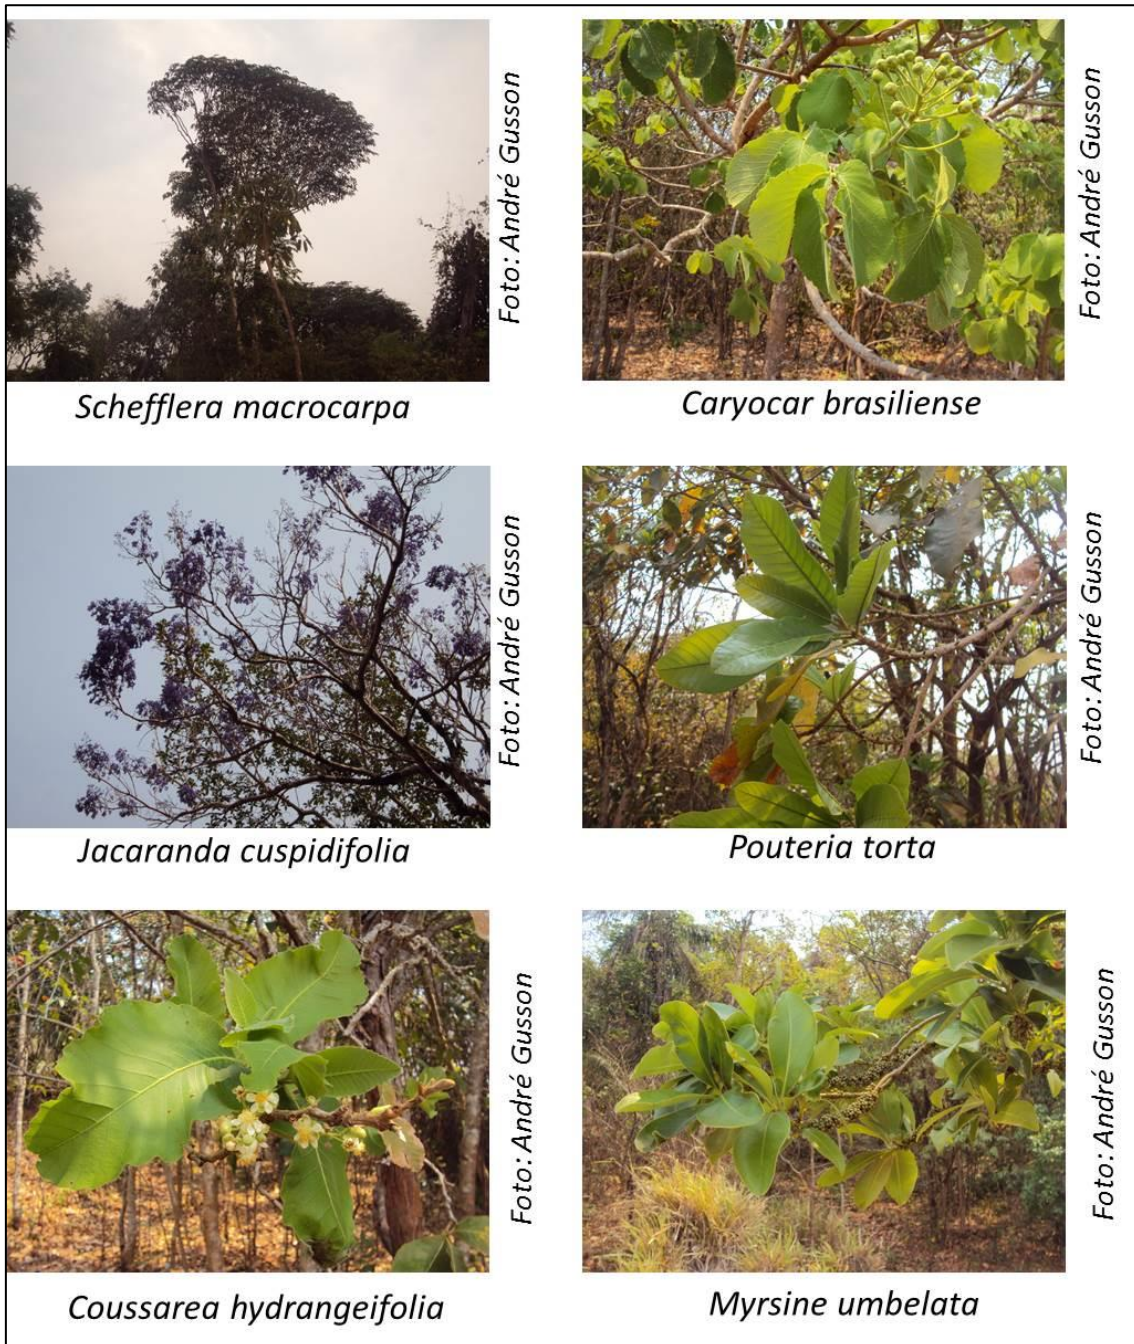 Foto: André Gusson
Foto: André Gusson
Schefflera macrocarpa
Caryocar brasiliense
Foto: André Gusson
Foto: André Gusson
Jacaranda cuspidifolia
Pouteria torta
Foto: André Gusson
Foto: André Gusson
Coussarea hydrangeifolia
Myrsine umbelata